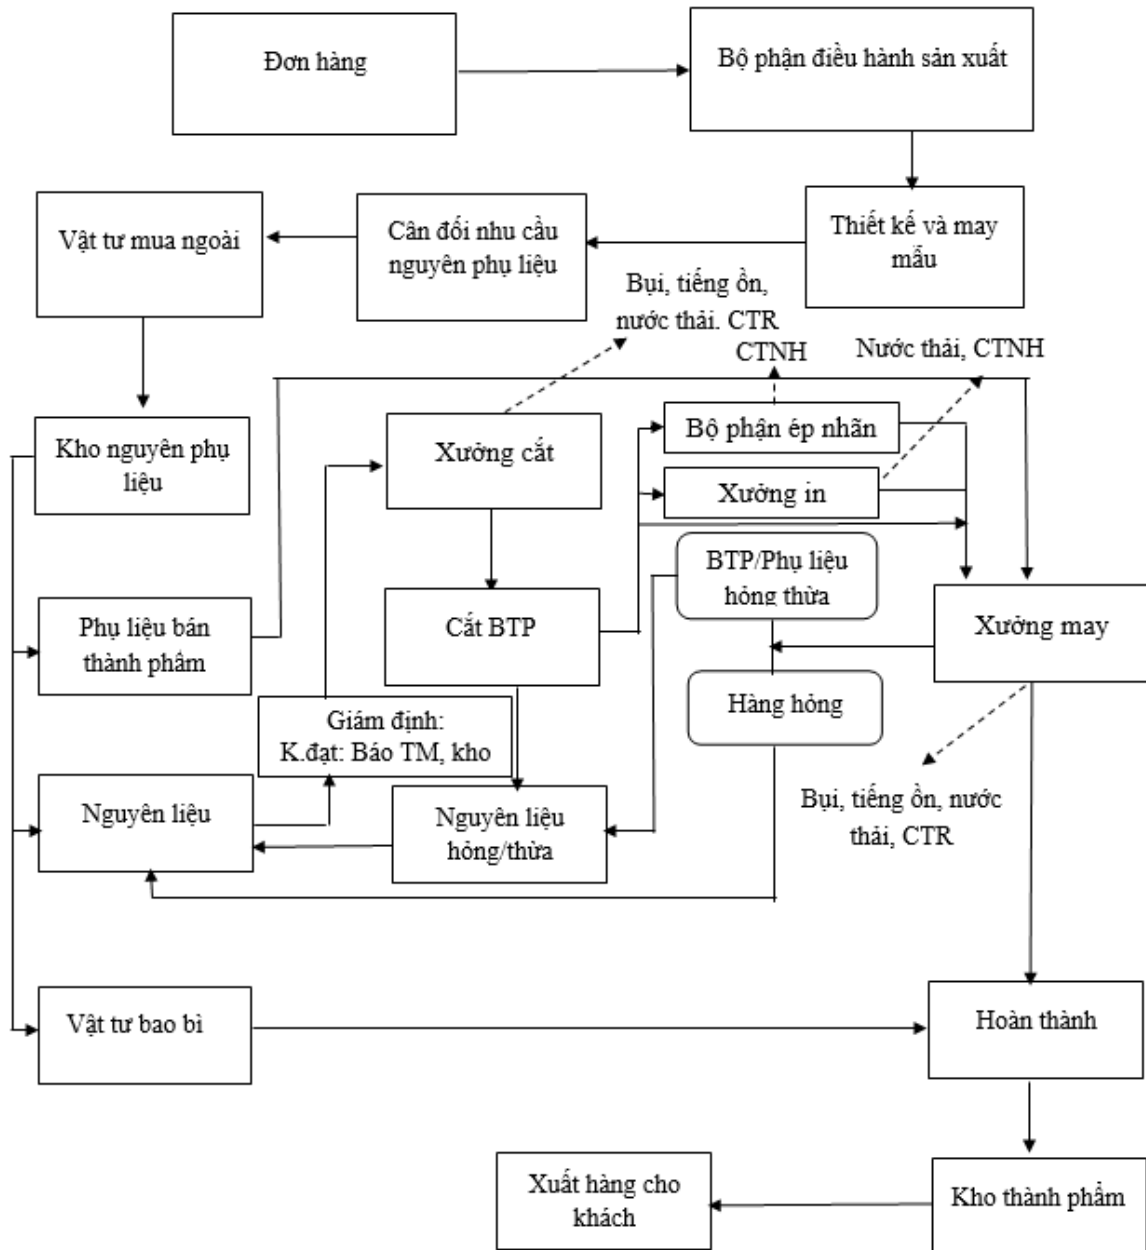 Đơn hàng
Bộ phận điều hành sản xuất
Vật tư mua ngoài
Cân đối nhu cầu
nguyên phụ liệu
Thiết kế và may
mẫu
Bụi, tiếng ồn,
nước thải. CTR
CTNH
Nước thải, CTNH
Kho nguyên phụ
liệu
Xưởng cắt
Bộ phận ép nhãn
Xưởng in
BTP/Phụ liệu
hỏng thừa
Phụ liệu bán
thành phẩm
Cắt BTP
Xưởng may
Giám định:
K.đạt: Báo TM, kho
Hàng hỏng
Nguyên liệu
Nguyên liệu
hỏng/thừa
Bụi, tiếng ồn, nước
thải, CTR
Vật tư bao bì
Hoàn thành
Xuất hàng cho
khách
Kho thành phẩm